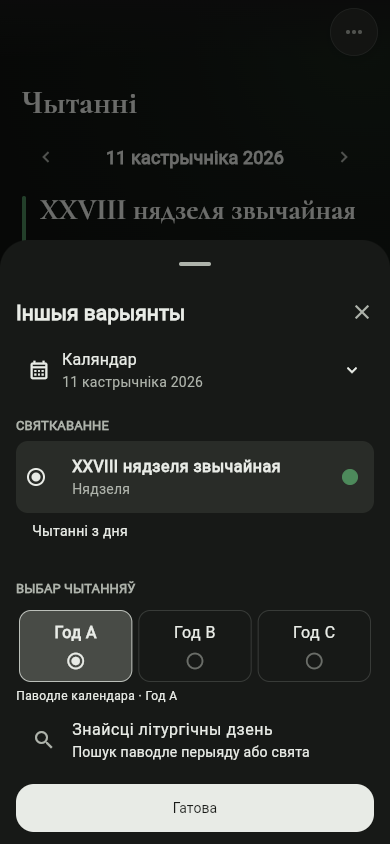 Чытанні
11 кастрычніка 2026
XXVIII нядзеля звычайная
Іншыя варыянты
Каляндар
11 кастрычніка 2026
СВЯТКАВАННЕ
XXVIII нядзеля звычайная
Нядзеля
Чытанні з дня
ВЫБАР ЧЫТАННЯЎ
Год A
Год B
Год C
Паводле календара · Год A
Знайсці літургічны дзень
Пошук паводле перыяду або свята
Гатова